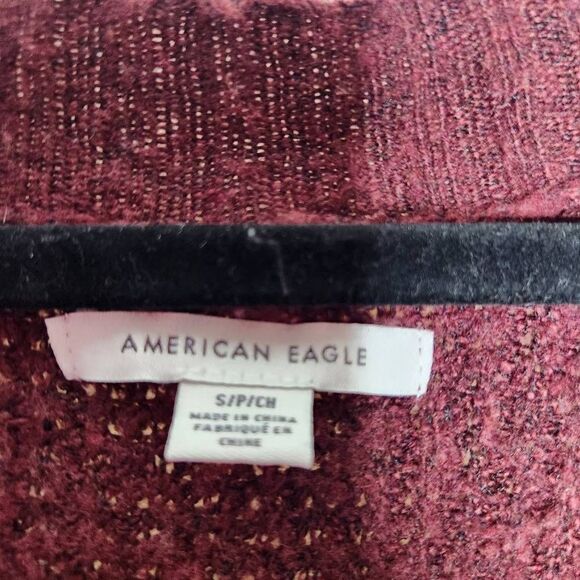 AMERICAN EAGLE
S/P/CH
MADE IN CHINA
FABRIQUÉ EN
CHINE